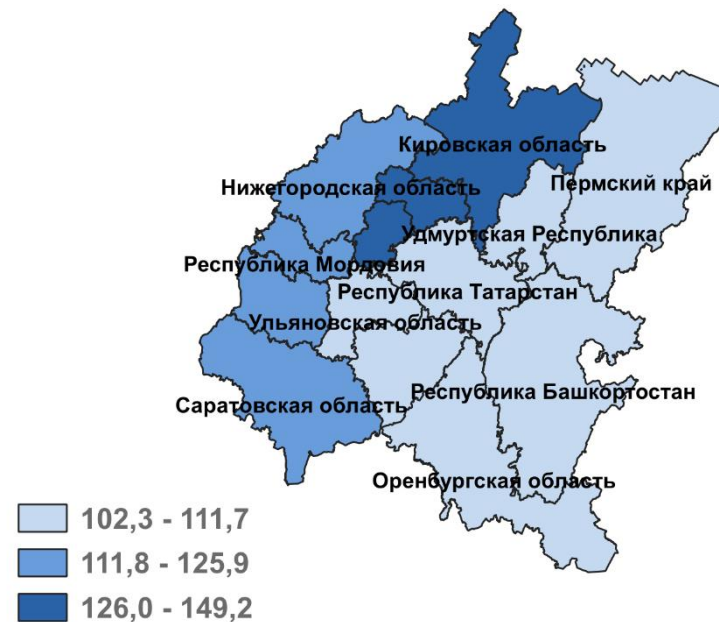 Кировская область
Пермский край
Нижегородская область
Удмуртская Республика
Республика Мордовия
Республика Татарстан
Ульяновская область
Республика Башкортостан
Саратовская область
Оренбургская область
102,3 - 111,7
111,8 - 125,9
126,0 - 149,2